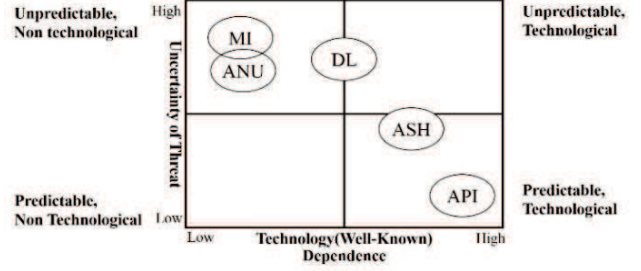 Unpredictable,
Non technological
High
Uncertainty of Threat
MI
ANU
DL
ASH
API
Unpredictable,
Technological
Predictable,
Non Technological
Low
Predictable,
Technological
Low
Technology(Well-Known)
Dependence
High